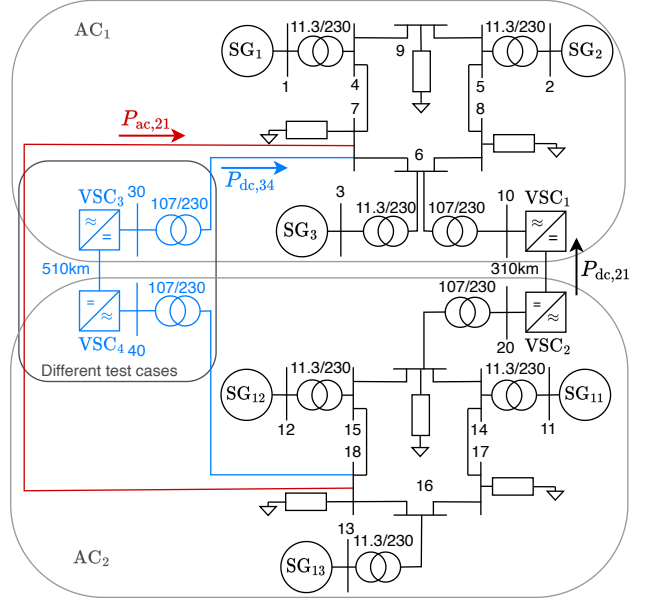 AC1
SG1
11.3/230
9
11.3/230
SG2
1
4
5
2
7
8
Pac,21
6
Pdc,34
VSC3
30
107/230
3
11.3/230
107/230
10
VSC1
SG3
510km
310km
Pdc,21
107/230
107/230
VSC4
40
20
VSC2
Different test cases
11.3/230
11.3/230
SG12
SG11
12
15
14
11
18
17
16
13
11.3/230
AC2
SG13